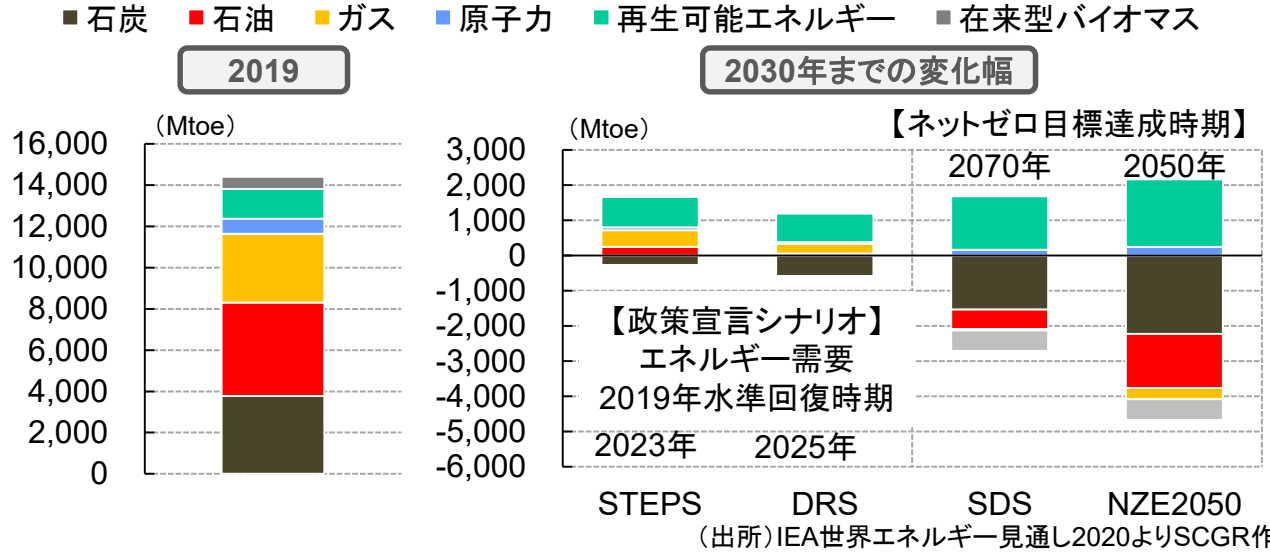 ■石炭 ■石油 ■ガス ■原子力 ■再生可能エネルギー ■在来型バイオマス
2019
2030年までの変化幅
（Mtoe）
16,000
14,000
12,000
10,000
8,000
6,000
4,000
2,000
0
（Mtoe）
【ネットゼロ目標達成時期】
3,000
2,000
1,000
0
-1,000
-2,000
-3,000
-4,000
-5,000
-6,000
2070年 2050年
【政策宣言シナリオ】
エネルギー需要
2019年水準回復時期
2023年 2025年
STEPS DRS SDS NZE2050
（出所）IEA世界エネルギー見通し2020よりSCGR作